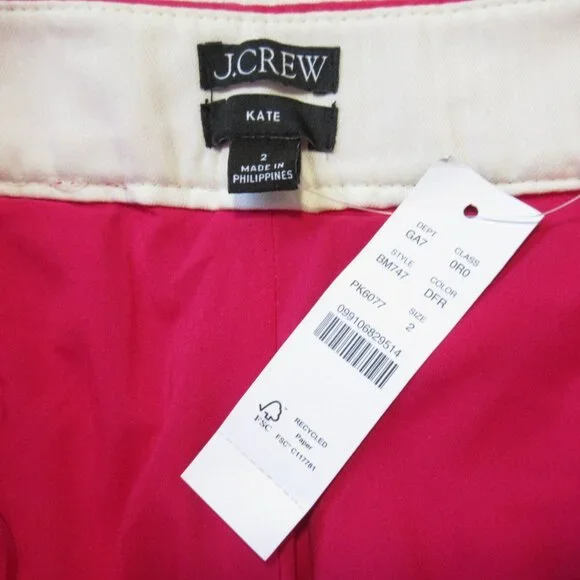 J.CREW
KATE
2
MADE IN
PHILIPPINES
DEPT CLASS
GA7 0R0
STYLE COLOR
BM747 DFR
SIZE
PK6077 2
099106829514
FSC
RECYCLED
Paper
FSC™ C117781